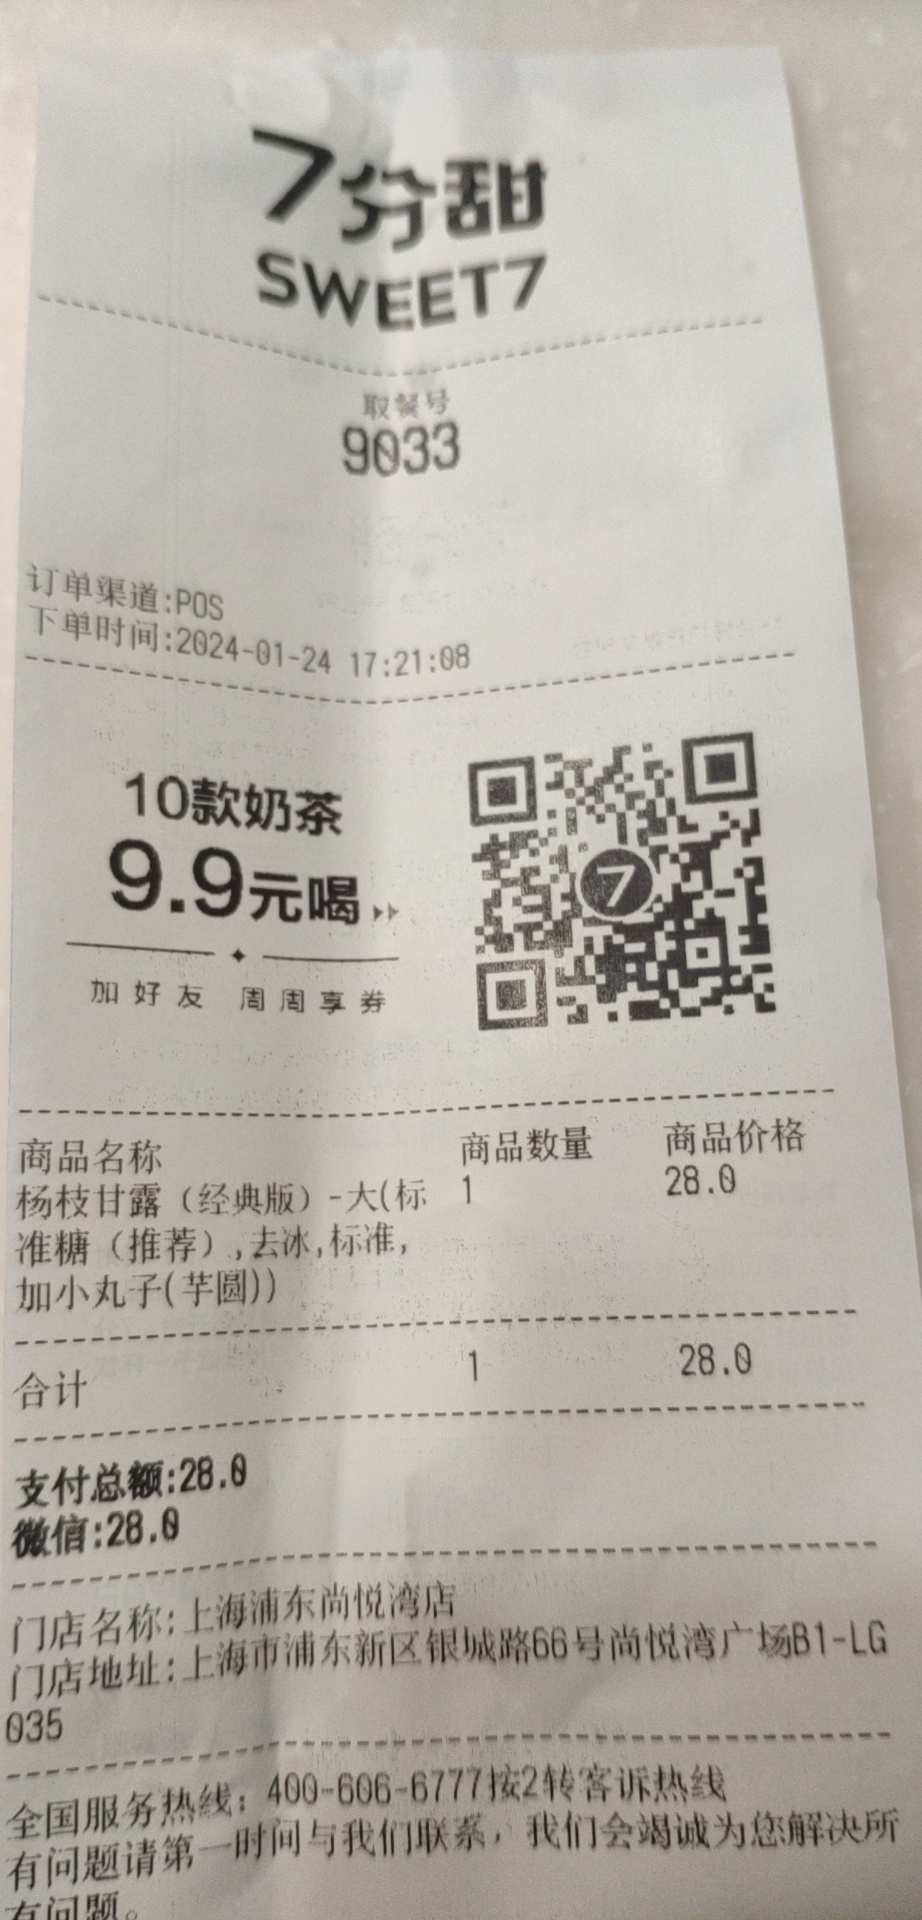 7分甜
SWEET7
取餐号
9033
订单渠道:POS
下单时间:2024-01-24 17:21:08
10款奶茶
9.9元喝
加好友 周周享券
7
商品名称 商品数量 商品价格
杨枝甘露（经典版）-大(标 1 28.0
准糖（推荐）,去冰,标准,
加小丸子(芋圆))
合计 1 28.0
支付总额:28.0
微信:28.0
门店名称:上海浦东尚悦湾店
门店地址:上海市浦东新区银城路66号尚悦湾广场B1-LG
035
全国服务热线：400-606-6777按2转客诉热线
有问题请第一时间与我们联系，我们会竭诚为您解决所
有问题。